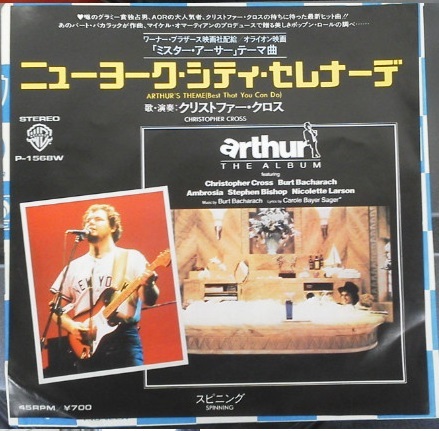 ♥噂のグラミー賞独占男、AORの大人気者、クリストファー・クロスの待ちに待った最新ヒット曲!!
あのバート・バカラックが作曲、マイケル・オマーティアンのプロデュースで贈る美しきポップン・ロールの調べ……
ワーナー・ブラザース映画社配給 オライオン映画
「ミスター・アーサー」テーマ曲
ニューヨーク・シティ・セレナーデ
ARTHUR'S THEME(Best That You Can Do)
歌・演奏:クリストファー・クロス
CHRISTOPHER CROSS
STEREO
P-1568W
arthur
THE ALBUM
featuring
Christopher Cross Burt Bacharach
Ambrosia Stephen Bishop Nicolette Larson
Music by Burt Bacharach Lyrics by Carole Bayer Sager
NEW YORK
スピニング
SPINNING
45RPM ¥700